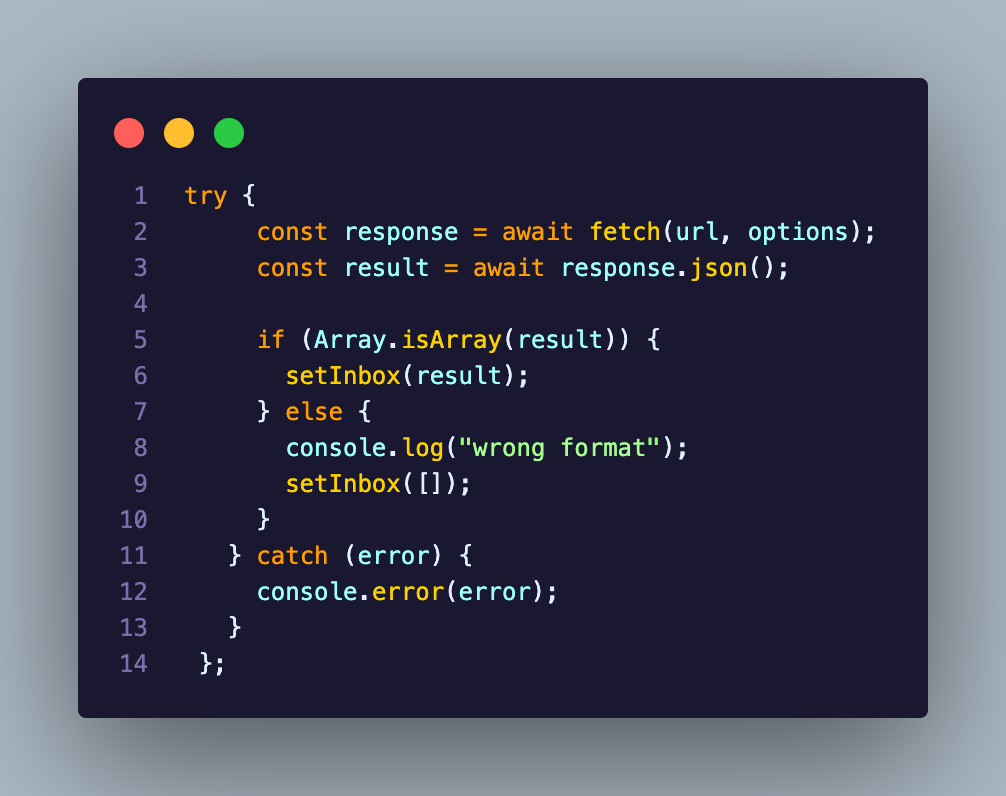 1 try {
2 const response = await fetch(url, options);
3 const result = await response.json();
4
5 if (Array.isArray(result)) {
6 setInbox(result);
7 } else {
8 console.log("wrong format");
9 setInbox([]);
10 }
11 } catch (error) {
12 console.error(error);
13 }
14 };